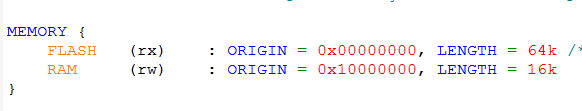 MEMORY {
FLASH (rx) : ORIGIN = 0x00000000, LENGTH = 64k /*
RAM (rw) : ORIGIN = 0x10000000, LENGTH = 16k
}